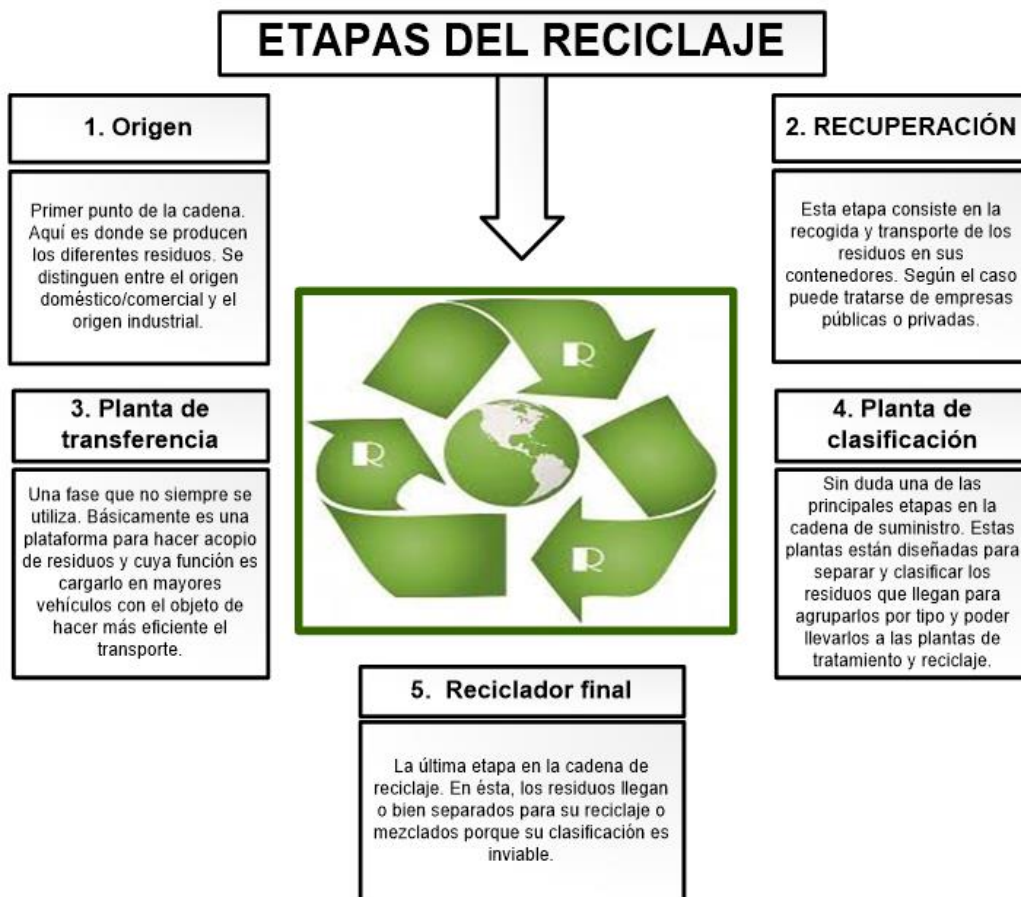 ETAPAS DEL RECICLAJE
1. Origen
Primer punto de la cadena.
Aquí es donde se producen
los diferentes residuos. Se
distinguen entre el origen
doméstico/comercial y el
origen industrial.
2. RECUPERACIÓN
Esta etapa consiste en la
recogida y transporte de los
residuos en sus
contenedores. Según el caso
puede tratarse de empresas
públicas o privadas.
3. Planta de
transferencia
Una fase que no siempre se
utiliza. Básicamente es una
plataforma para hacer acopio
de residuos y cuya función es
cargarlo en mayores
vehículos con el objeto de
hacer más eficiente el
transporte.
R
R
R
4. Planta de
clasificación
Sin duda una de las
principales etapas en la
cadena de suministro. Estas
plantas están diseñadas para
separar y clasificar los
residuos que llegan para
agruparlos por tipo y poder
llevarlos a las plantas de
tratamiento y reciclaje.
5. Reciclador final
La última etapa en la cadena de
reciclaje. En ésta, los residuos llegan
o bien separados para su reciclaje o
mezclados porque su clasificación es
inviable.